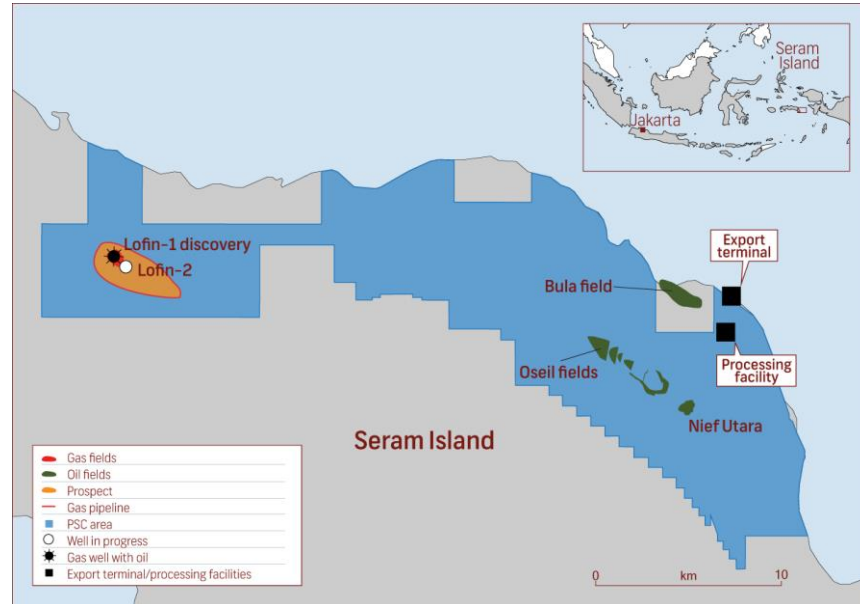 Seram
Island
Jakarta
Lofin-1 discovery
Lofin-2
Export
terminal
Bula field
Processing
facility
Oseil fields
Nief Utara
Seram Island
Gas fields
Oil fields
Prospect
Gas pipeline
PSC area
Well in progress
Gas well with oil
Export terminal/processing facilities
0 km 10